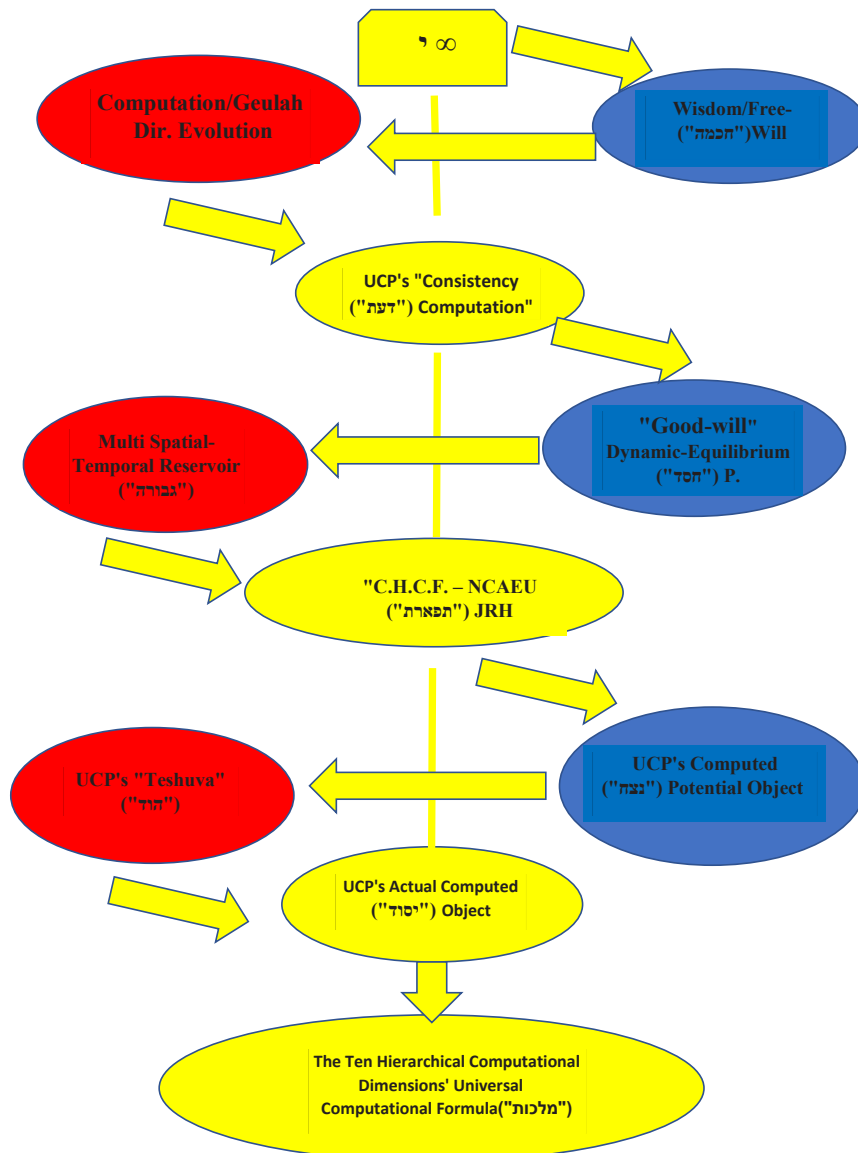 ∞ י
Computation/Geulah
Dir. Evolution
Wisdom/Free-
("חכמה")Will
UCP's "Consistency
("דעת") Computation"
"Good-will"
Dynamic-Equilibrium
("חסד") P.
Multi Spatial-
Temporal Reservoir
("גבורה")
"C.H.C.F. – NCAEU
("תפארת") JRH
UCP's Computed
("נצח") Potential Object
UCP's "Teshuva"
("הוד")
UCP's Actual Computed
("יסוד") Object
The Ten Hierarchical Computational
Dimensions' Universal
Computational Formula("מלכות")